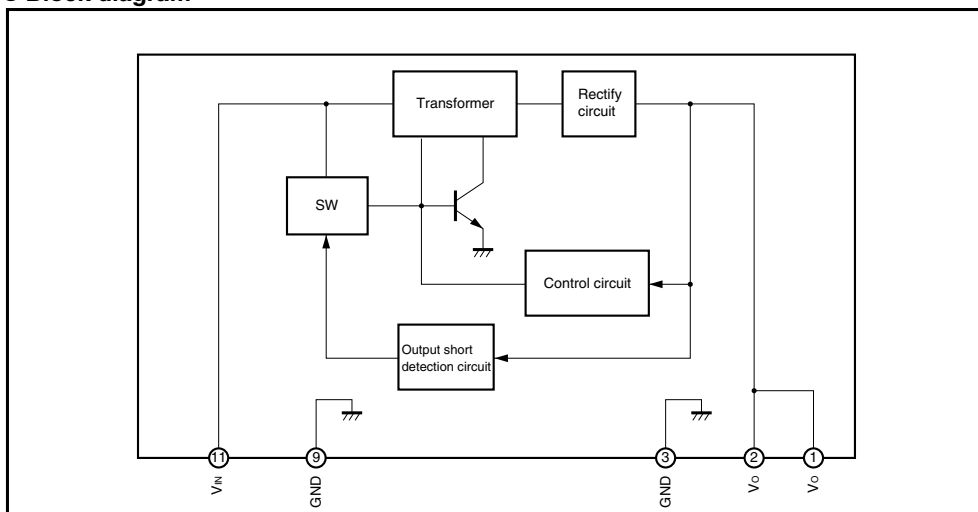 Block diagram
Transformer
Rectify
circuit
SW
Control circuit
Output short
detection circuit
11
9
3
2
1
VIN
GND
GND
VO
VO